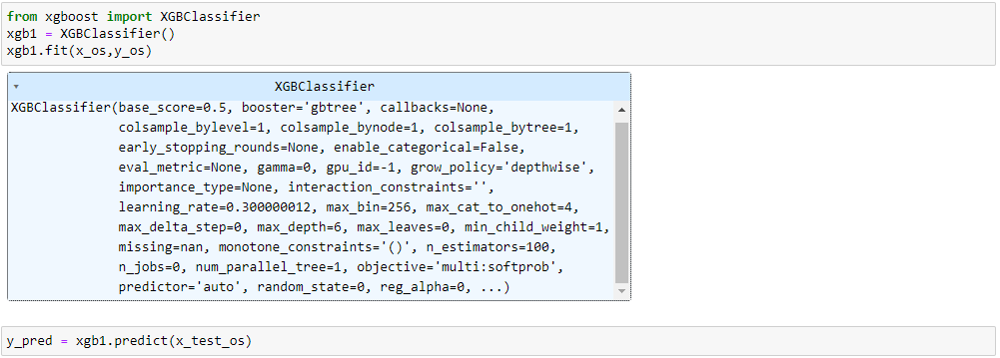 from xgboost import XGBClassifier
xgb1 = XGBClassifier()
xgb1.fit(x_os,y_os)
XGBClassifier
XGBClassifier(base_score=0.5, booster='gbtree', callbacks=None,
colsample_bylevel=1, colsample_bynode=1, colsample_bytree=1,
early_stopping_rounds=None, enable_categorical=False,
eval_metric=None, gamma=0, gpu_id=-1, grow_policy='depthwise',
importance_type=None, interaction_constraints='',
learning_rate=0.300000012, max_bin=256, max_cat_to_onehot=4,
max_delta_step=0, max_depth=6, max_leaves=0, min_child_weight=1,
missing=nan, monotone_constraints='()', n_estimators=100,
n_jobs=0, num_parallel_tree=1, objective='multi:softprob',
predictor='auto', random_state=0, reg_alpha=0, ...)
y_pred = xgb1.predict(x_test_os)